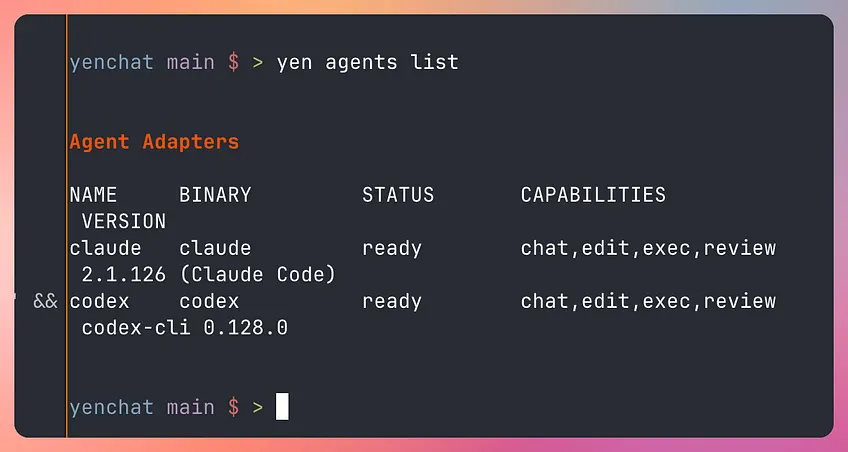 yenchat main $ > yen agents list
Agent Adapters
NAME BINARY STATUS CAPABILITIES
VERSION
claude claude ready chat,edit,exec,review
2.1.126 (Claude Code)
&& codex codex ready chat,edit,exec,review
codex-cli 0.128.0
yenchat main $ >